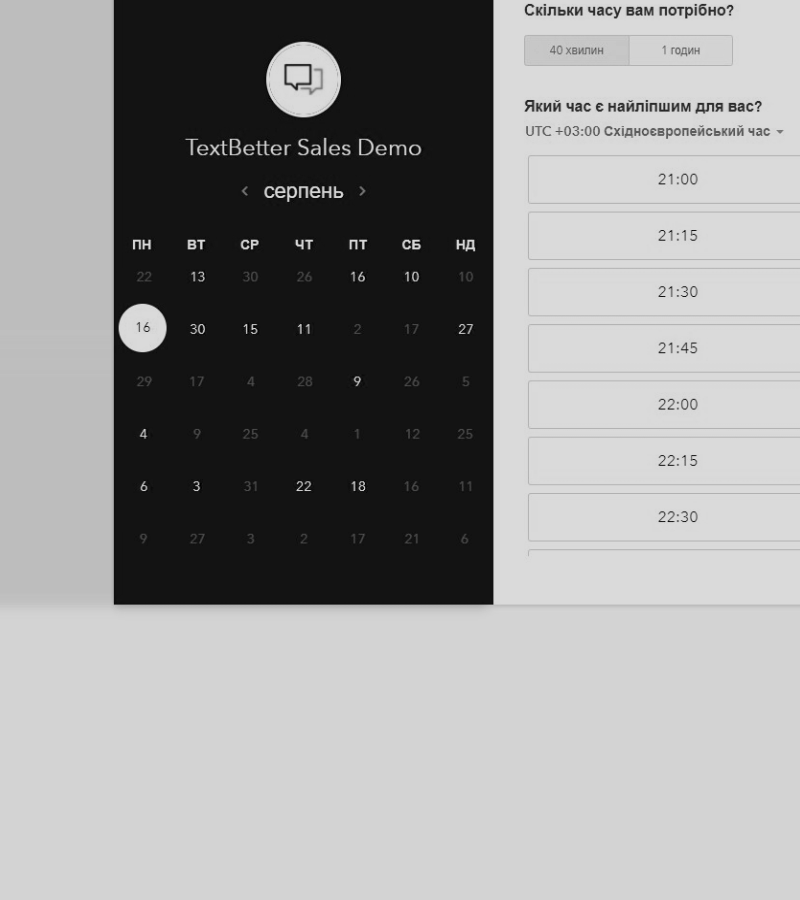 TextBetter Sales Demo
серпень
ПН ВТ СР ЧТ ПТ СБ НД
22 13 30 26 16 10 10
16 30 15 11 2 17 27
29 17 4 28 9 26 5
4 9 25 4 1 12 25
6 3 31 22 18 16 11
9 27 3 2 17 21 6
Скільки часу вам потрібно?
40 хвилин 1 годин
Який час є найліпшим для вас?
UTC +03:00 Східноєвропейський час
21:00
21:15
21:30
21:45
22:00
22:15
22:30